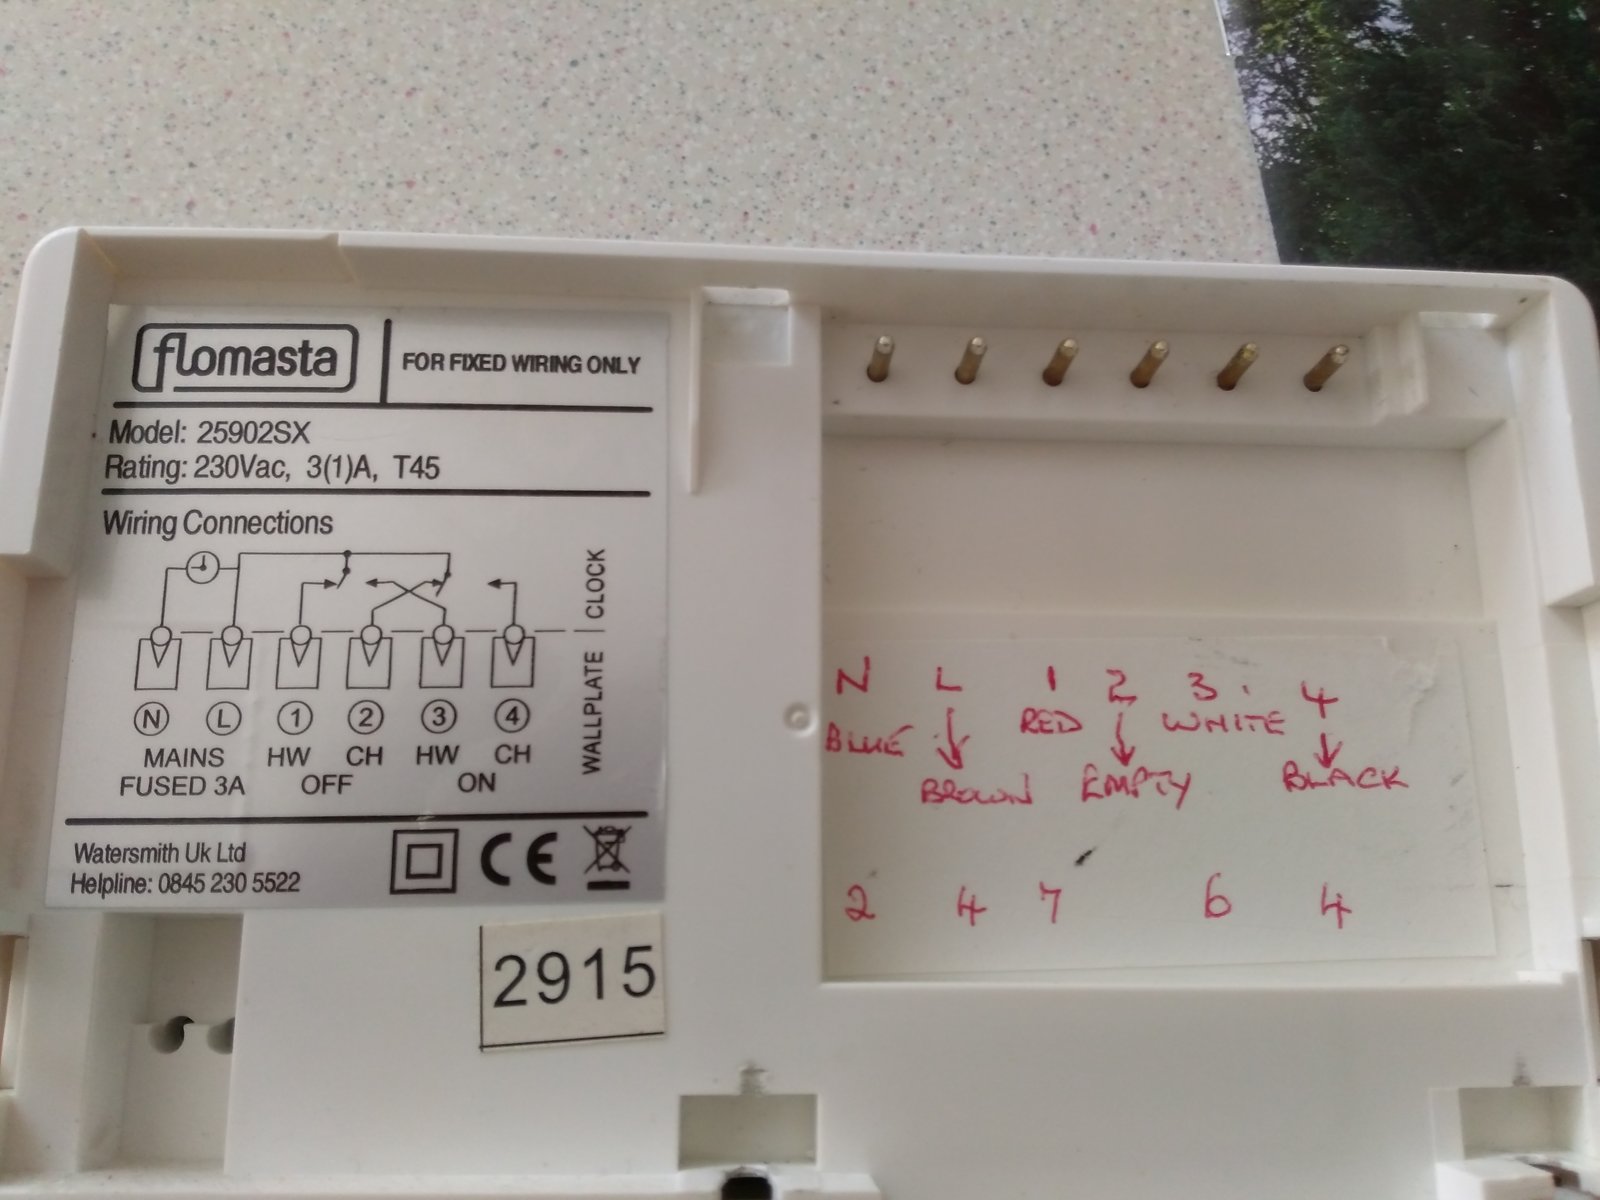 flomasta
FOR FIXED WIRING ONLY
Model: 25902SX
Rating: 230Vac, 3(1)A, T45
Wiring Connections
CLOCK
WALLPLATE
N L 1 2 3 4
MAINS HW CH HW CH
FUSED 3A OFF ON
Watersmith Uk Ltd
Helpline: 0845 230 5522
CE
2915
N L 1 2 3 4
BLUE RED WHITE
BROWN EMPTY BLACK
2 4 7 6 4